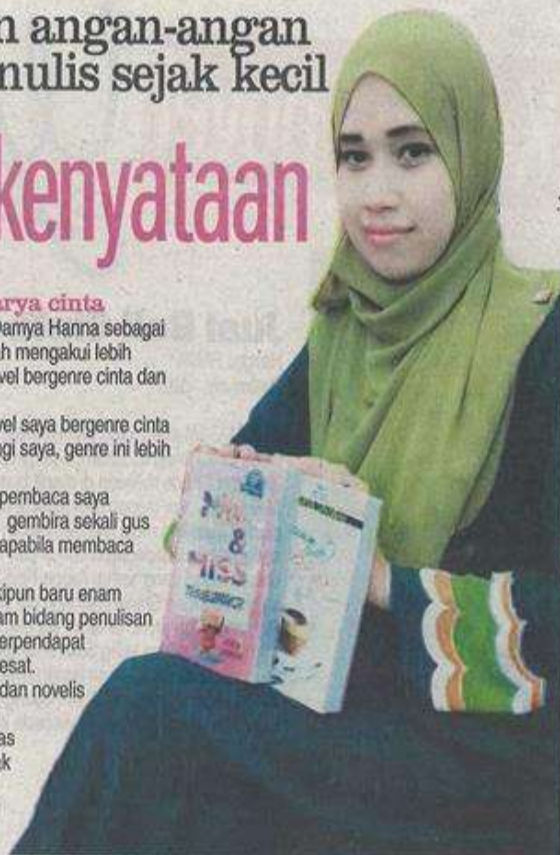 n angan-angan
nulis sejak kecil
kenyataan
arya cinta
Damya Hanna sebagai
ah mengakui lebih
vel bergenre cinta dan
vel saya bergenre cinta
gi saya, genre ini lebih
pembaca saya
gembira sekali gus
apabila membaca
kipun baru enam
am bidang penulisan
erpendapat
esat.
dan novelis
as
ak
&
MISS